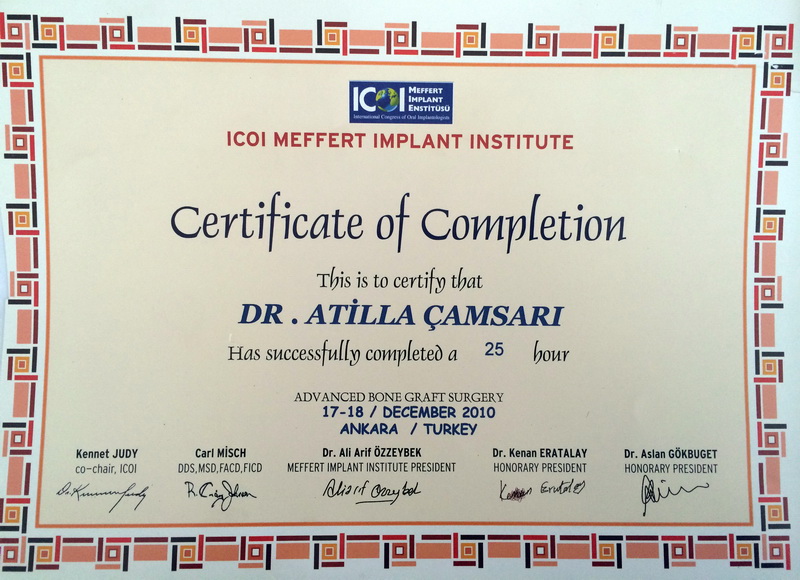 ICOI MEFFERT
IMPLANT
ENSTİTÜSÜ
International Congress of Oral Implantologists
ICOI MEFFERT IMPLANT INSTITUTE
Certificate of Completion
This is to certify that
DR . ATİLLA ÇAMSARI
Has successfully completed a 25 hour
ADVANCED BONE GRAFT SURGERY
17-18 / DECEMBER 2010
ANKARA / TURKEY
Kennet JUDY
co-chair, ICOI
Carl MİSCH
DDS,MSD,FACD,FICD
Dr. Ali Arif ÖZZEYBEK
MEFFERT IMPLANT INSTITUTE PRESIDENT
Dr. Kenan ERATALAY
HONORARY PRESIDENT
Dr. Aslan GÖKBUGET
HONORARY PRESIDENT